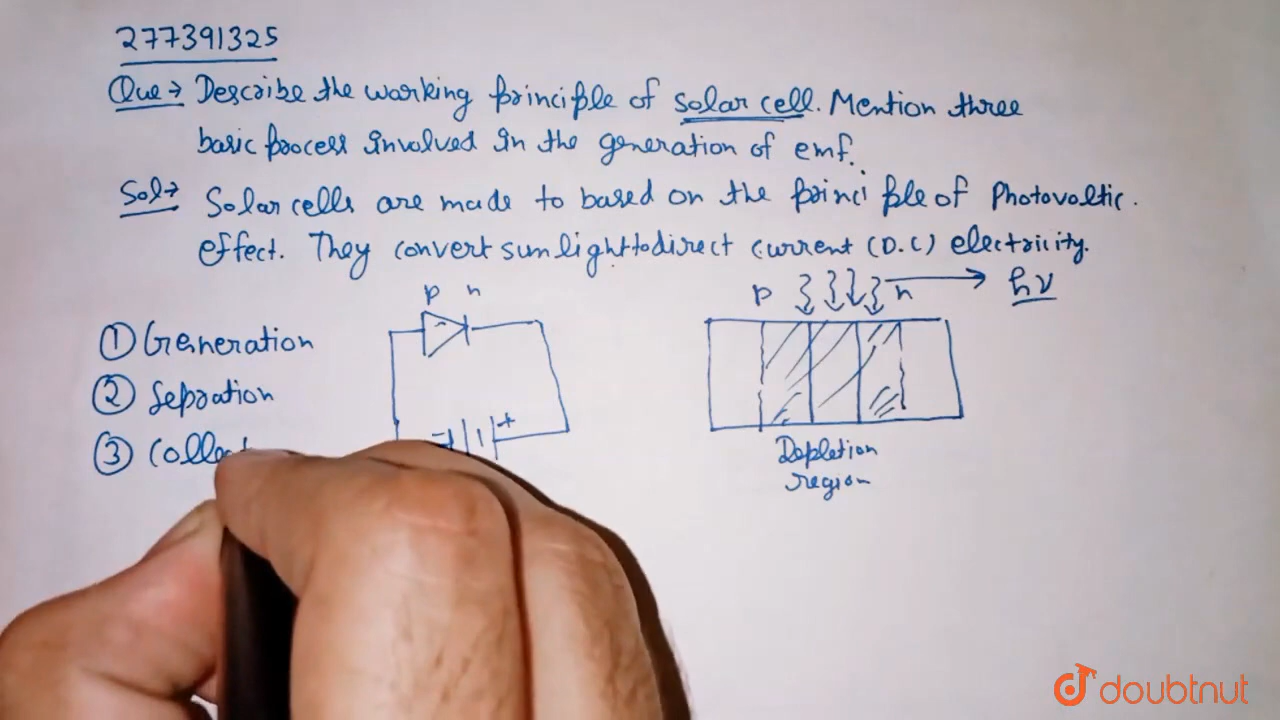 277391325
Que → Describe the working principle of solar cell. Mention three
basic process involved in the generation of emf.
Sol → Solar cells are made to based on the principle of Photovoltic.
effect. They convert sunlight to direct current (D.C) electricity.
① Generation
② Sepration
③ Collect
p n
- +
p n hν
Depletion
region
doubtnut